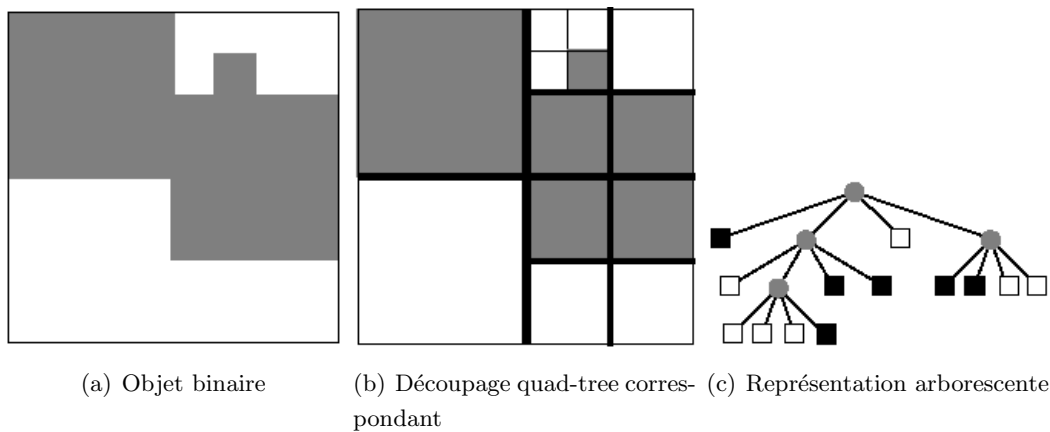 (a) Objet binaire
(b) Découpage quad-tree corres-
pondant
(c) Représentation arborescente